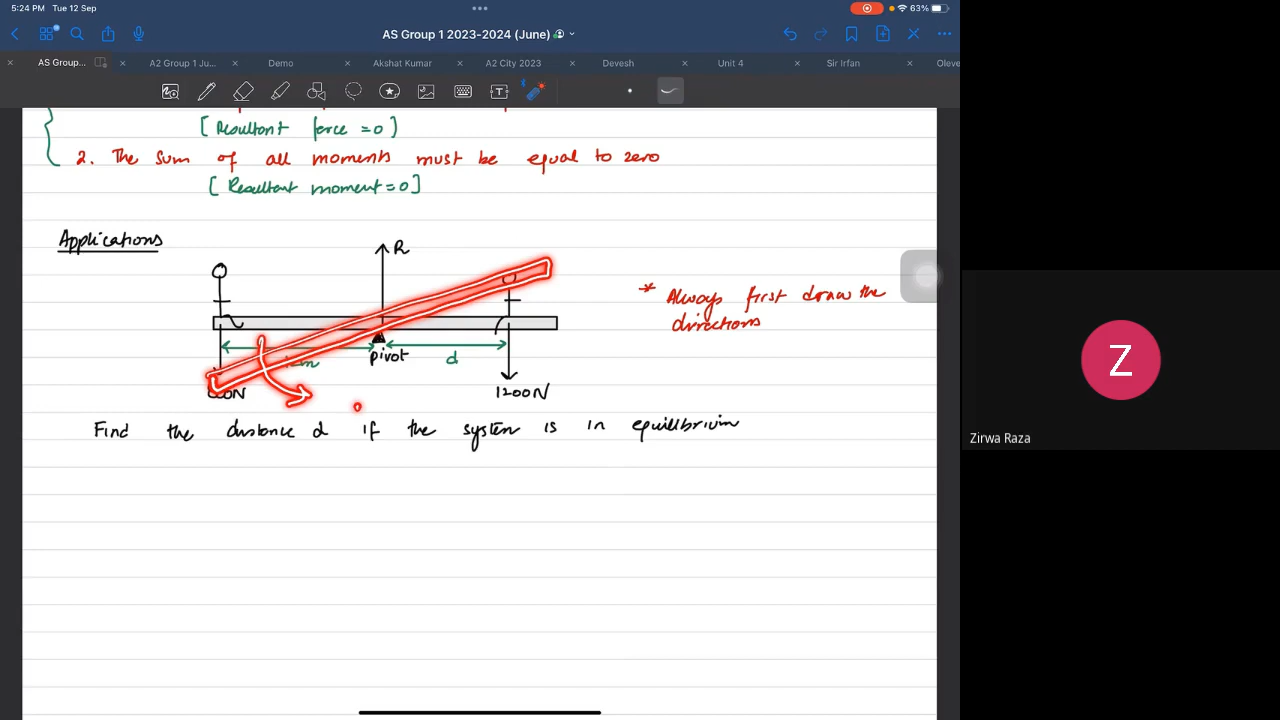 5:24 PM Tue 12 Sep
63%
AS Group 1 2023-2024 (June)
AS Group...
A2 Group 1 Ju...
Demo
Akshat Kumar
A2 City 2023
Devesh
Unit 4
Sir Irfan
Oleve
[ Resultant force = 0 ]
2. The sum of all moments must be equal to zero
[ Resultant moment = 0 ]
Applications
R
* Always first draw the
directions
pivot
d
1200N
Find the distance d if the system is in equilibrium
Z
Zirwa Raza